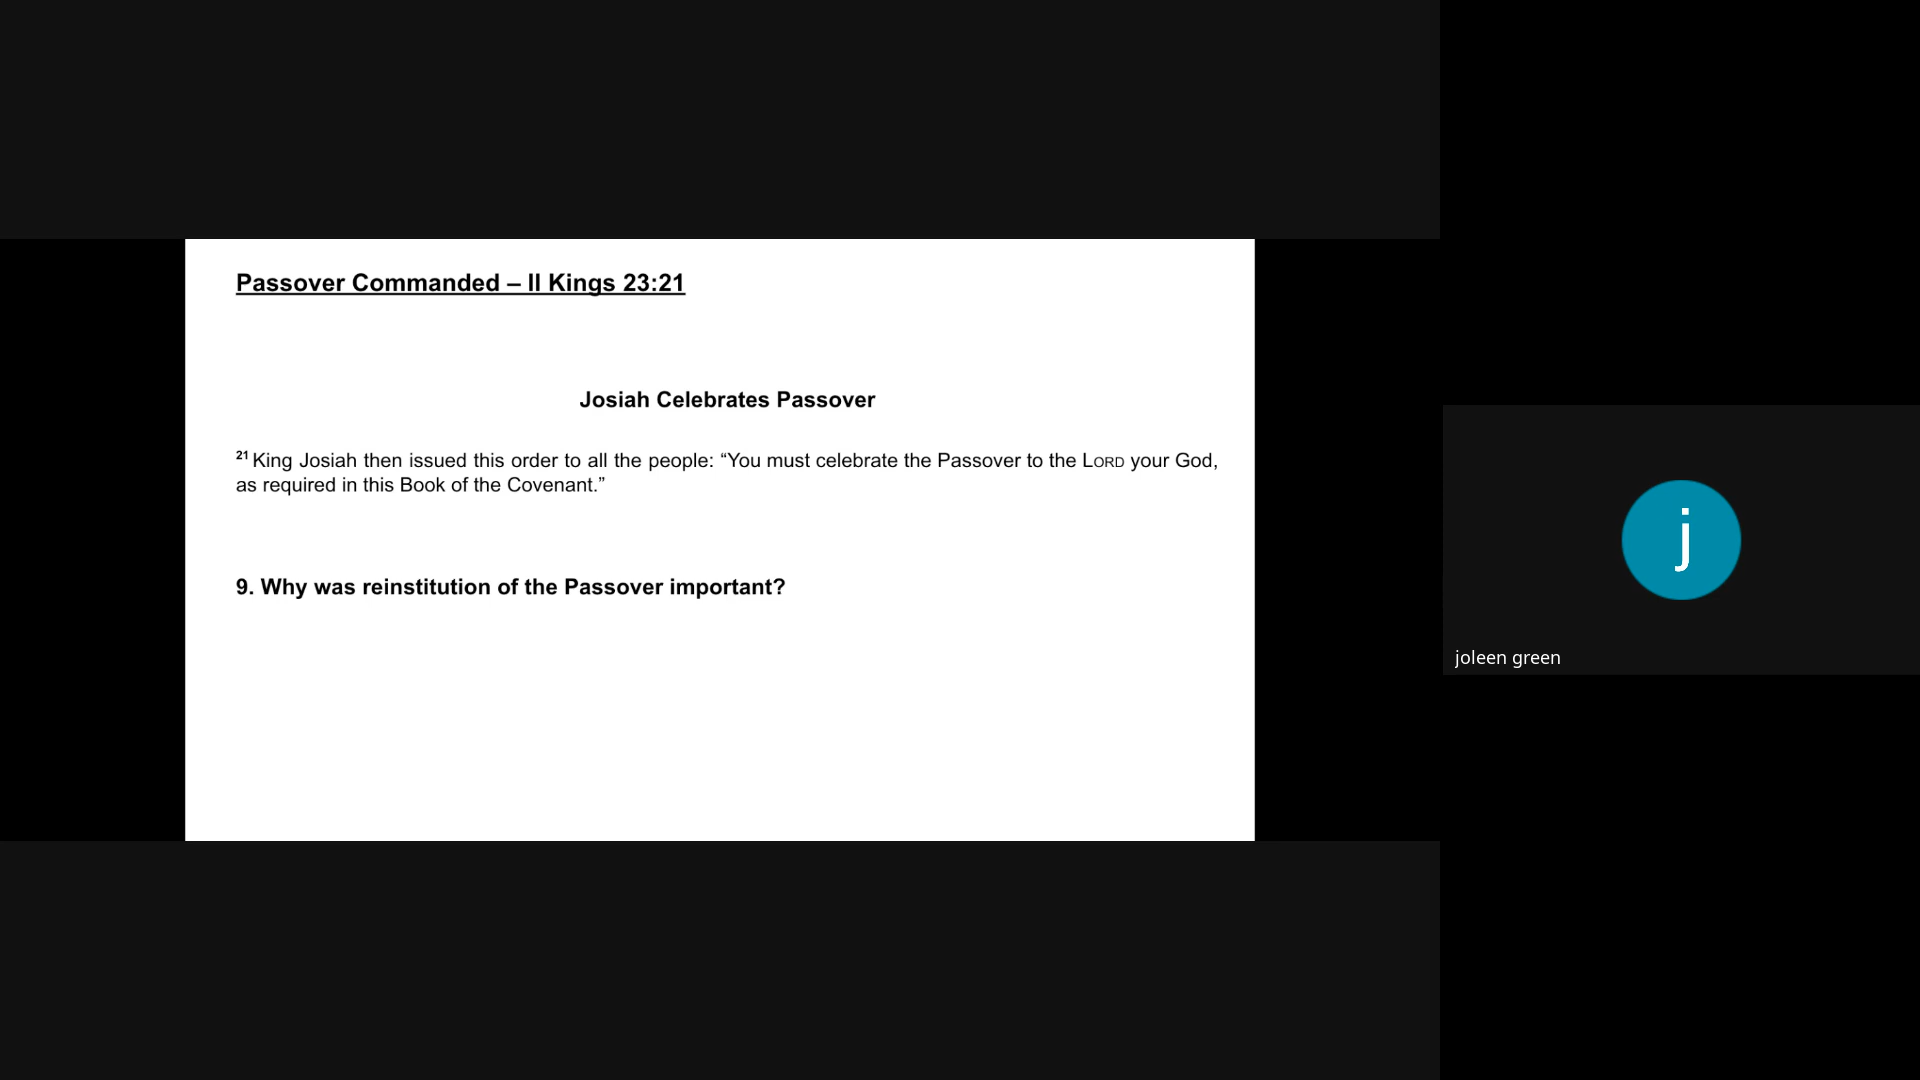 Passover Commanded – II Kings 23:21
Josiah Celebrates Passover
21 King Josiah then issued this order to all the people: “You must celebrate the Passover to the LORD your God,
as required in this Book of the Covenant.”
9. Why was reinstitution of the Passover important?
j
joleen green